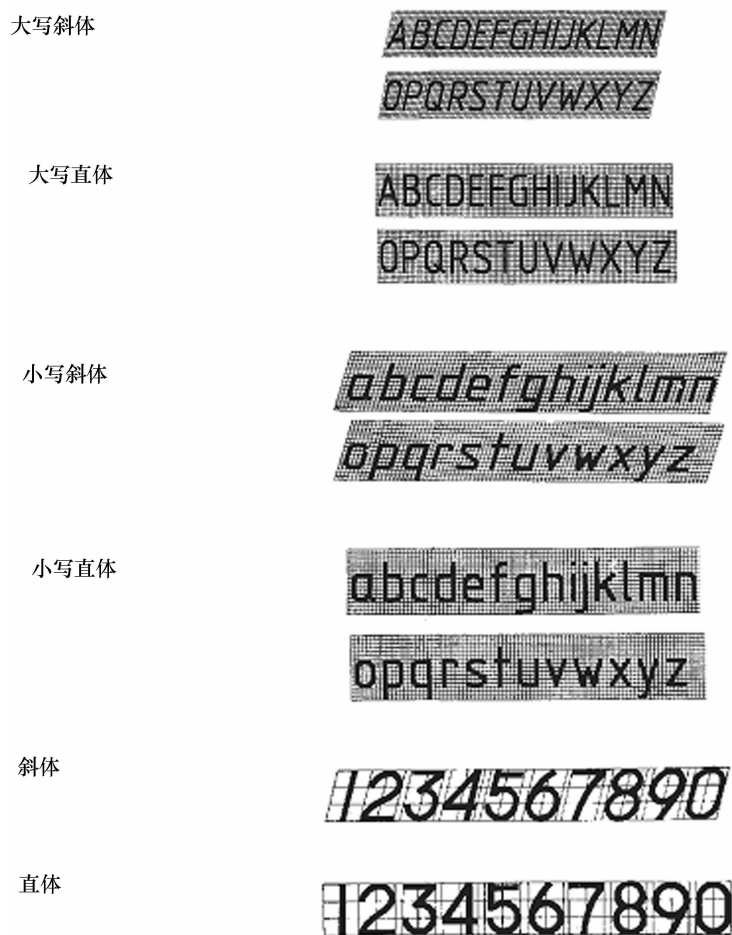 大写斜体
ABCDEFGHIJKLMN
OPQRSTUVWXYZ
大写直体
ABCDEFGHIJKLMN
OPQRSTUVWXYZ
小写斜体
abcdefghijklmn
opqrstuvwxyz
小写直体
abcdefghijklmn
opqrstuvwxyz
斜体
1234567890
直体
1234567890